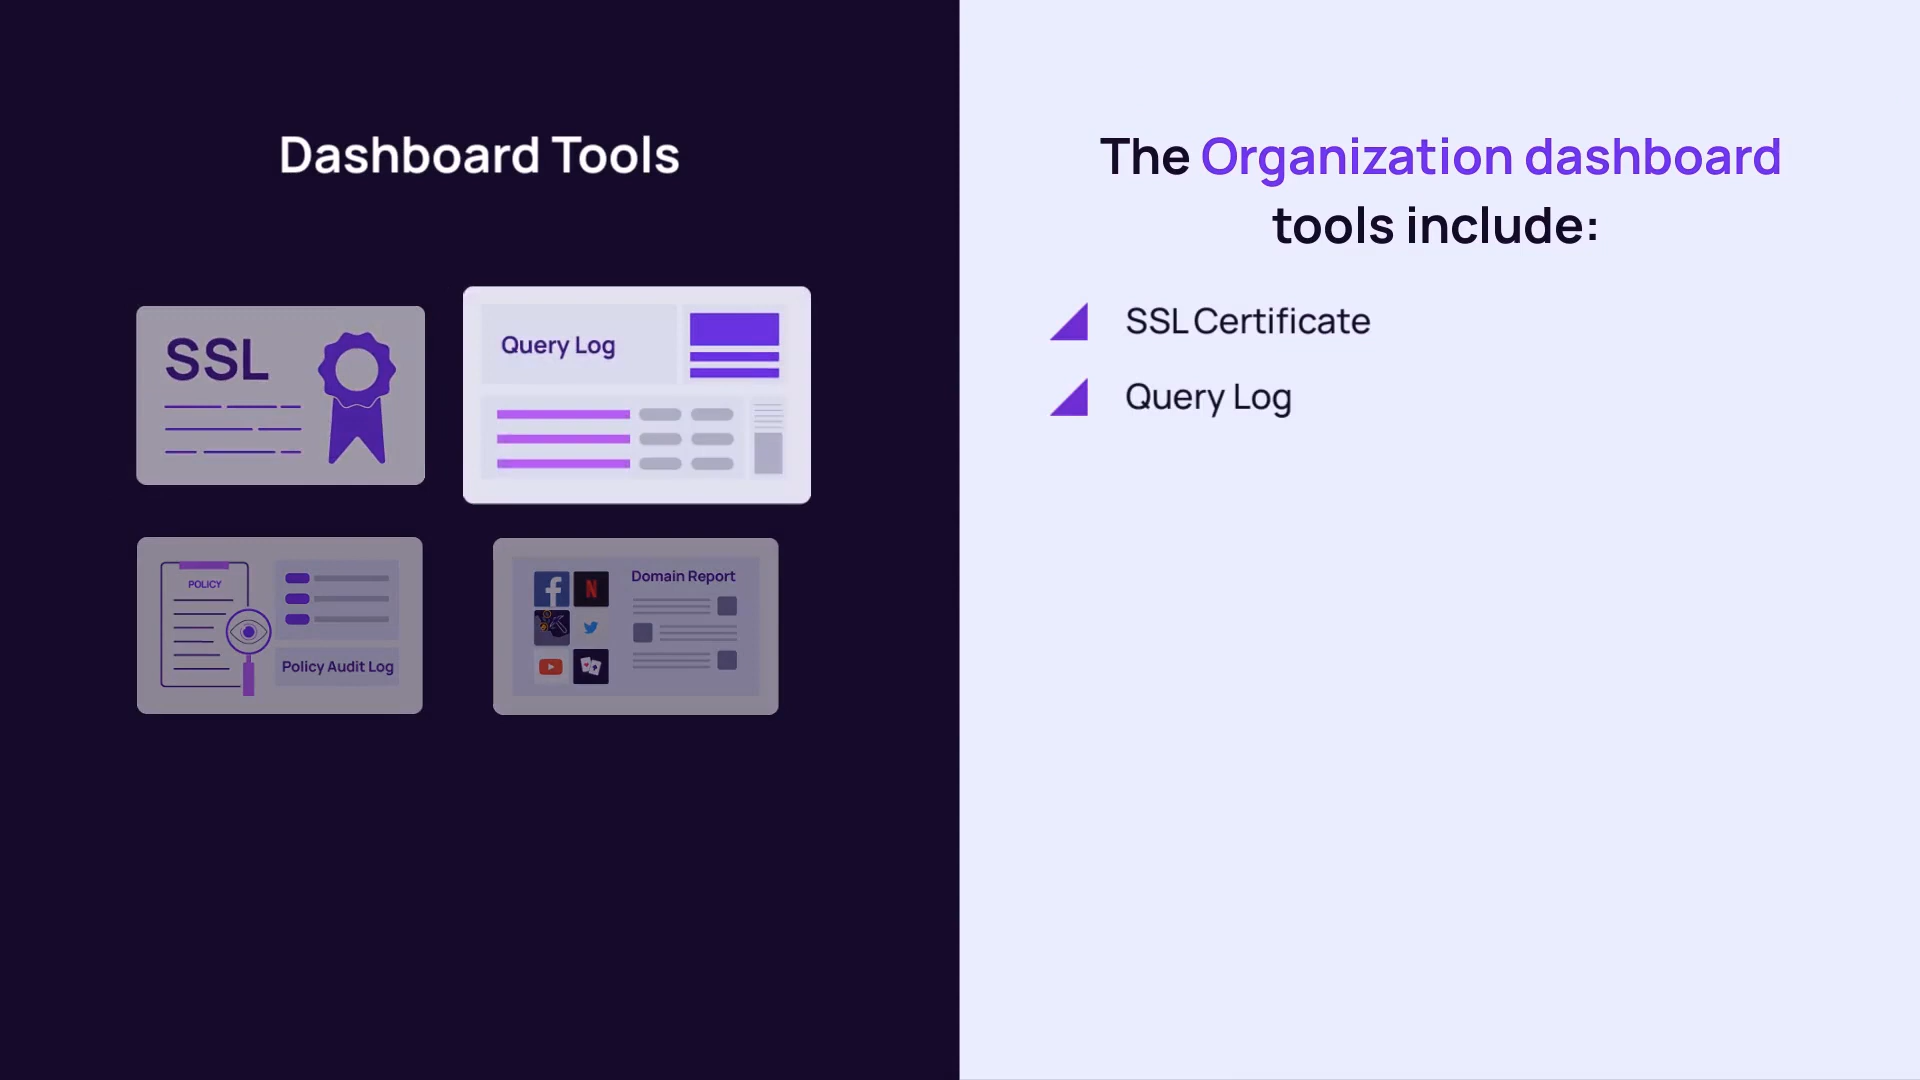 Dashboard Tools
SSL
Query Log
POLICY
Policy Audit Log
f
N
Domain Report
The Organization dashboard
tools include:
SSL Certificate
Query Log